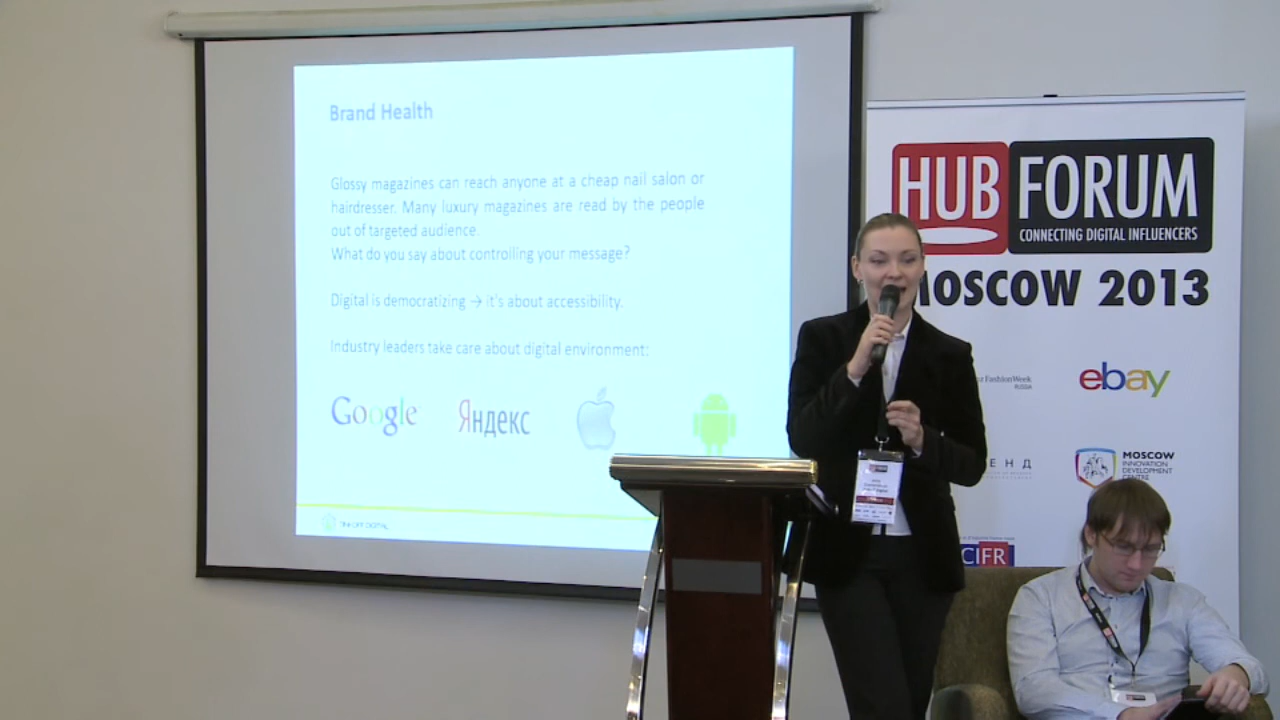 Brand Health
Glossy magazines can reach anyone at a cheap nail salon or
hairdresser. Many luxury magazines are read by the people
out of targeted audience.
What do you say about controlling your message?
Digital is democratizing → it's about accessibility.
Industry leaders take care about digital environment:
Google Яндекс
HUB FORUM
CONNECTING DIGITAL INFLUENCERS
MOSCOW 2013
FashionWeek
RUSSIA
ebay
ЕНД
MOSCOW
INNOVATION
DEVELOPMENT
CENTRE
CIFR